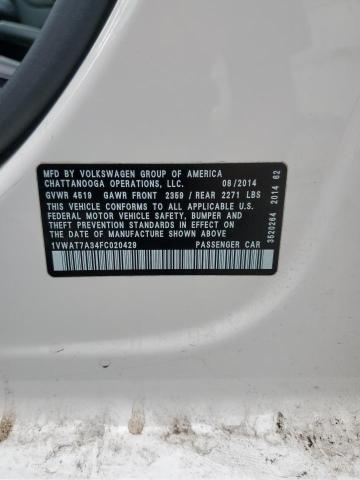 MFD BY VOLKSWAGEN GROUP OF AMERICA
CHATTANOOGA OPERATIONS, LLC. 06/2014
GVWR 4519 GAWR FRONT 2359 / REAR 2271 LBS
THIS VEHICLE CONFORMS TO ALL APPLICABLE U.S.
FEDERAL MOTOR VEHICLE SAFETY, BUMPER AND
THEFT PREVENTION STANDARDS IN EFFECT ON THE
DATE OF MANUFACTURE SHOWN ABOVE.
1VWAT7A34FC020429 PASSENGER CAR
3520264 2014 62